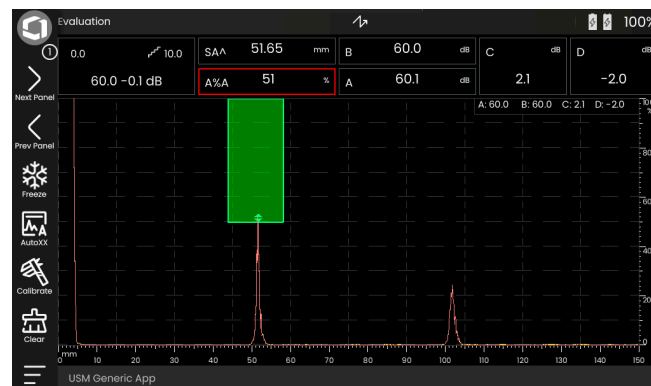 Evaluation
100%
1
0.0 10.0
60.0 -0.1 dB
SA^ 51.65 mm
B 60.0 dB
C dB
2.1
D dB
-2.0
A%A 51 %
A 60.1 dB
A: 60.0 B: 60.0 C: 2.1 D: -2.0
Next Panel
Prev Panel
Freeze
AutoXX
Calibrate
Clear
%
80
60
40
20
0
mm
0 10 20 30 40 50 60 70 80 90 100 110 120 130 140 150
USM Generic App